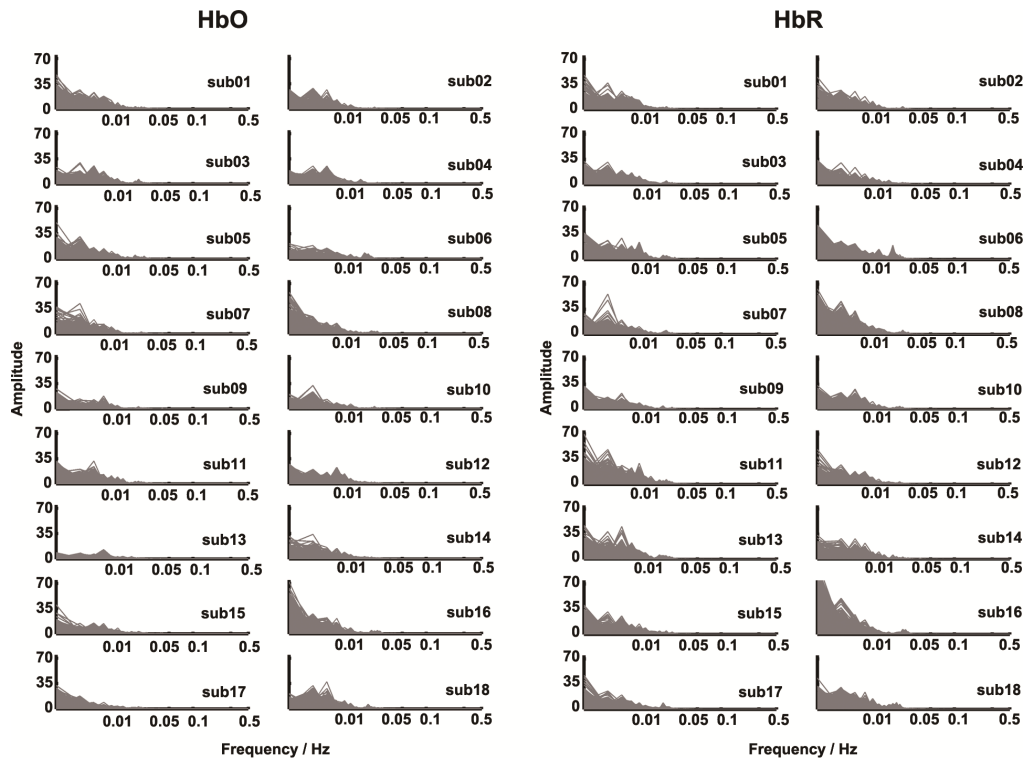 HbO HbR
70 35 0 sub01 0.01 0.05 0.1 0.5 sub02 0.01 0.05 0.1 0.5 70 35 0 sub01 0.01 0.05 0.1 0.5 sub02 0.01 0.05 0.1 0.5
70 35 0 sub03 0.01 0.05 0.1 0.5 sub04 0.01 0.05 0.1 0.5 70 35 0 sub03 0.01 0.05 0.1 0.5 sub04 0.01 0.05 0.1 0.5
70 35 0 sub05 0.01 0.05 0.1 0.5 sub06 0.01 0.05 0.1 0.5 70 35 0 sub05 0.01 0.05 0.1 0.5 sub06 0.01 0.05 0.1 0.5
70 35 0 sub07 0.01 0.05 0.1 0.5 sub08 0.01 0.05 0.1 0.5 70 35 0 sub07 0.01 0.05 0.1 0.5 sub08 0.01 0.05 0.1 0.5
Amplitude Amplitude
70 35 0 sub09 0.01 0.05 0.1 0.5 sub10 0.01 0.05 0.1 0.5 70 35 0 sub09 0.01 0.05 0.1 0.5 sub10 0.01 0.05 0.1 0.5
70 35 0 sub11 0.01 0.05 0.1 0.5 sub12 0.01 0.05 0.1 0.5 70 35 0 sub11 0.01 0.05 0.1 0.5 sub12 0.01 0.05 0.1 0.5
70 35 0 sub13 0.01 0.05 0.1 0.5 sub14 0.01 0.05 0.1 0.5 70 35 0 sub13 0.01 0.05 0.1 0.5 sub14 0.01 0.05 0.1 0.5
70 35 0 sub15 0.01 0.05 0.1 0.5 sub16 0.01 0.05 0.1 0.5 70 35 0 sub15 0.01 0.05 0.1 0.5 sub16 0.01 0.05 0.1 0.5
70 35 0 sub17 0.01 0.05 0.1 0.5 sub18 0.01 0.05 0.1 0.5 70 35 0 sub17 0.01 0.05 0.1 0.5 sub18 0.01 0.05 0.1 0.5
Frequency / Hz Frequency / Hz